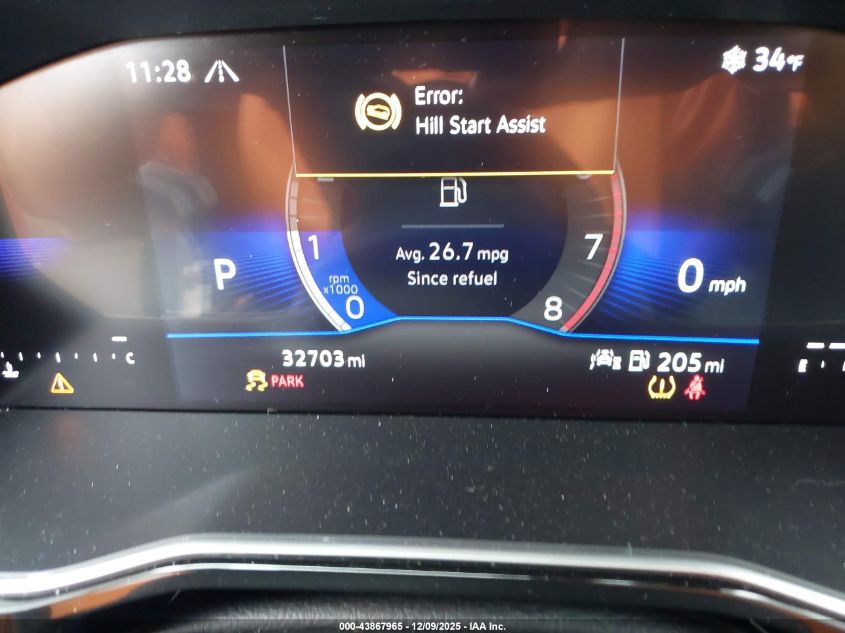 11:28
34°F
Error:
Hill Start Assist
1
7
Avg. 26.7 mpg
Since refuel
P
0 mph
rpm
x1000
0
8
32703 mi
205 mi
C
E
PARK
000-43867965 - 12/09/2025 - IAA Inc.